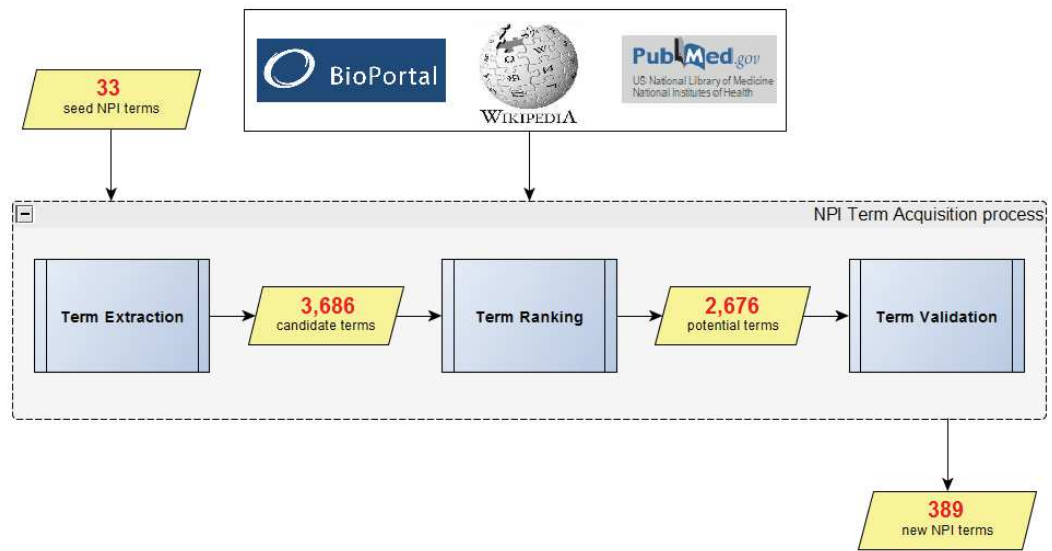 33
seed NPI terms
BioPortal
WIKIPEDIA
PubMed.gov
US National Library of Medicine
National Institutes of Health
NPI Term Acquisition process
Term Extraction
3,686
candidate terms
Term Ranking
2,676
potential terms
Term Validation
389
new NPI terms